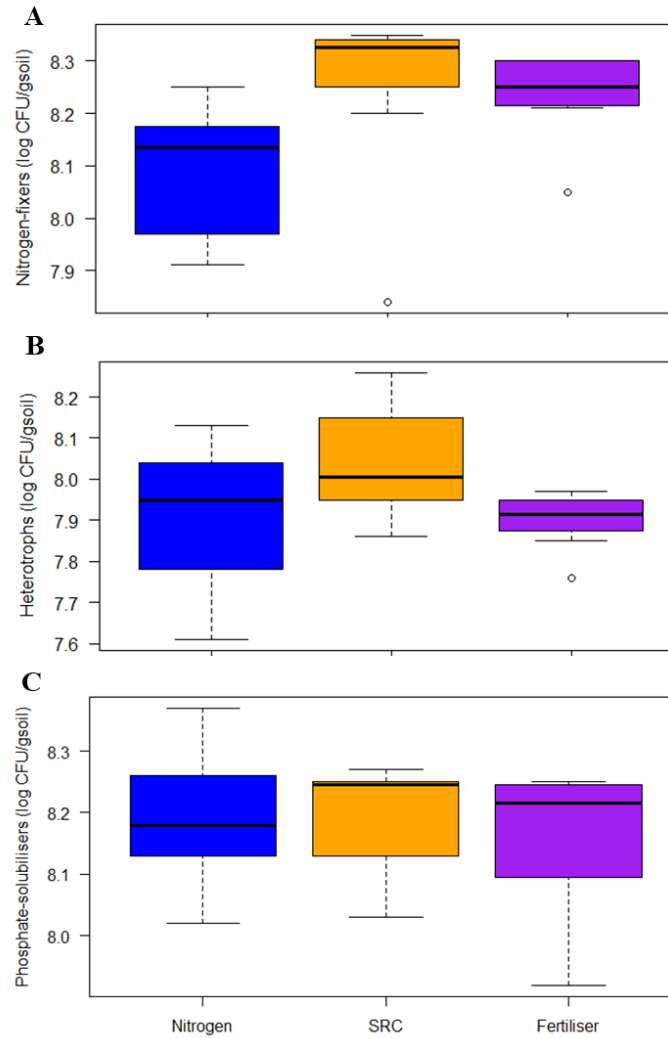 A
Nitrogen-fixers (log CFU/gsoil)
8.3
8.2
8.1
8.0
7.9
B
Heterotrophs (log CFU/gsoil)
8.2
8.1
8.0
7.9
7.8
7.7
7.6
C
Phosphate-solubilisers (log CFU/gsoil)
8.3
8.2
8.1
8.0
Nitrogen
SRC
Fertiliser